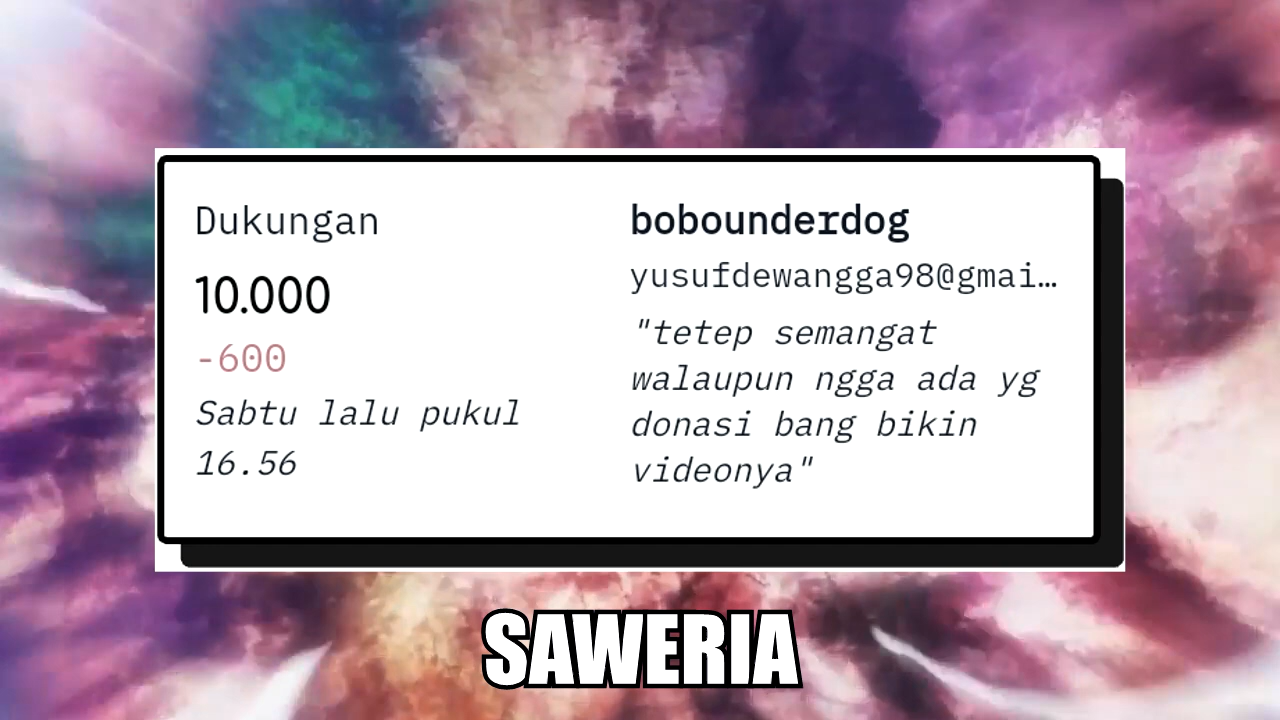 Dukungan
10.000
-600
Sabtu lalu pukul
16.56
bobounderdog
yusufdewangga98@gmai…
"tetep semangat
walaupun ngga ada yg
donasi bang bikin
videonya"
SAWERIA